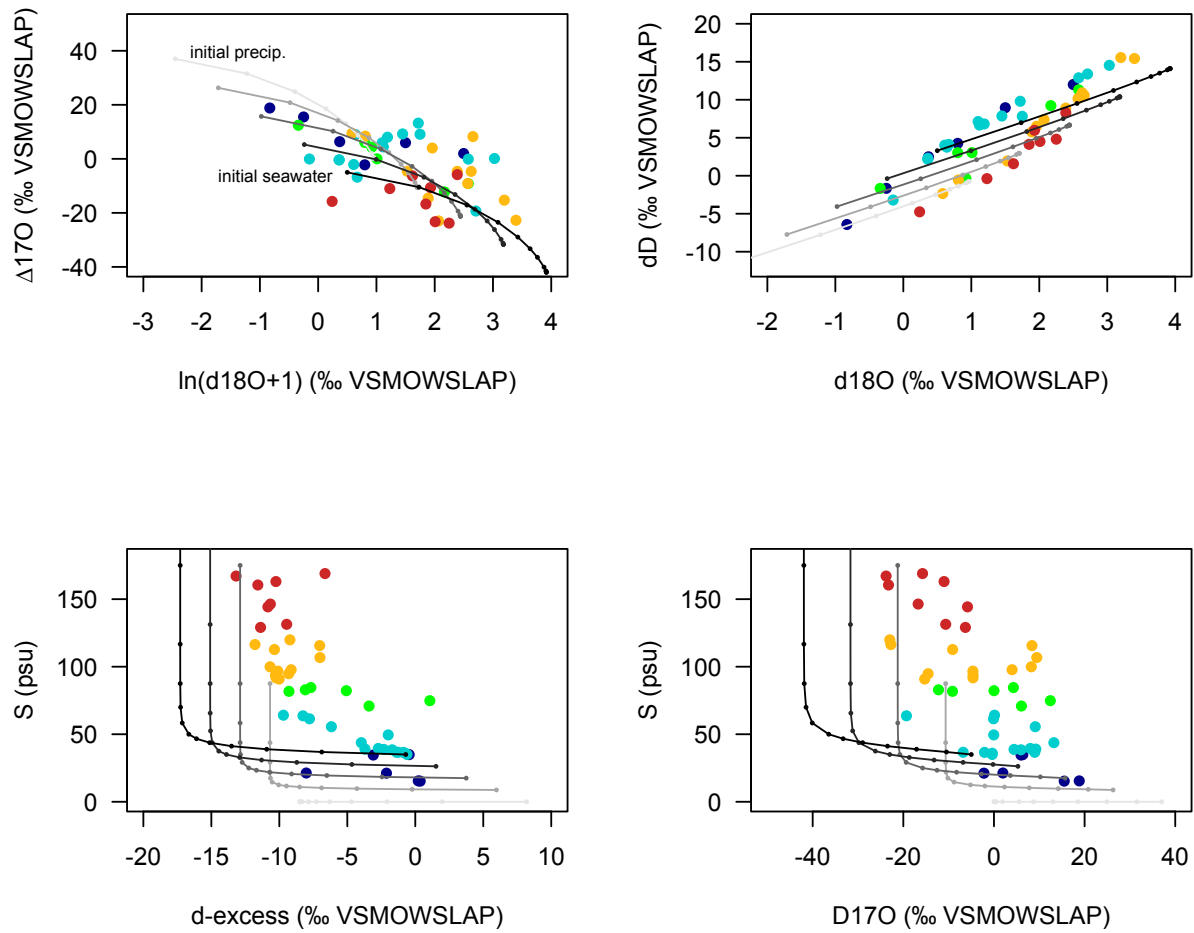 Δ17O (‰ VSMOWSLAP)
40
20
0
-20
-40
initial precip.
initial seawater
-3 -2 -1 0 1 2 3 4
ln(d18O+1) (‰ VSMOWSLAP)
dD (‰ VSMOWSLAP)
20
15
10
5
0
-5
-10
-2 -1 0 1 2 3 4
d18O (‰ VSMOWSLAP)
S (psu)
150
100
50
0
-20 -15 -10 -5 0 5 10
d-excess (‰ VSMOWSLAP)
S (psu)
150
100
50
0
-40 -20 0 20 40
D17O (‰ VSMOWSLAP)